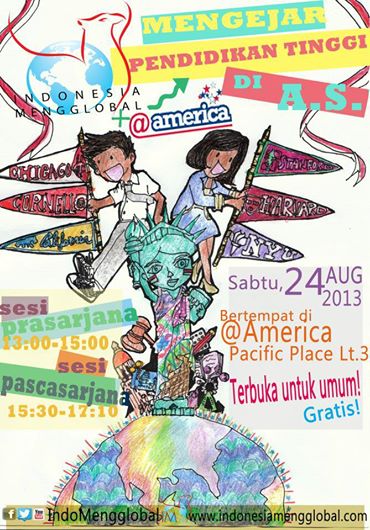 MENGEJAR
PENDIDIKAN TINGGI
DI A.S.
INDONESIA
MENGGLOBAL
+ @america
CHICAGO
CORNELL
STANFORD
HARVARD
NYU
Sabtu, 24 AUG
2013
Bertempat di
@America
Pacific Place Lt.3
Terbuka untuk umum!
Gratis!
sesi
prasarjana
13:00-15:00
sesi
pascasarjana
15:30-17:10
IndoMengglobal
www.indonesiamengglobal.com